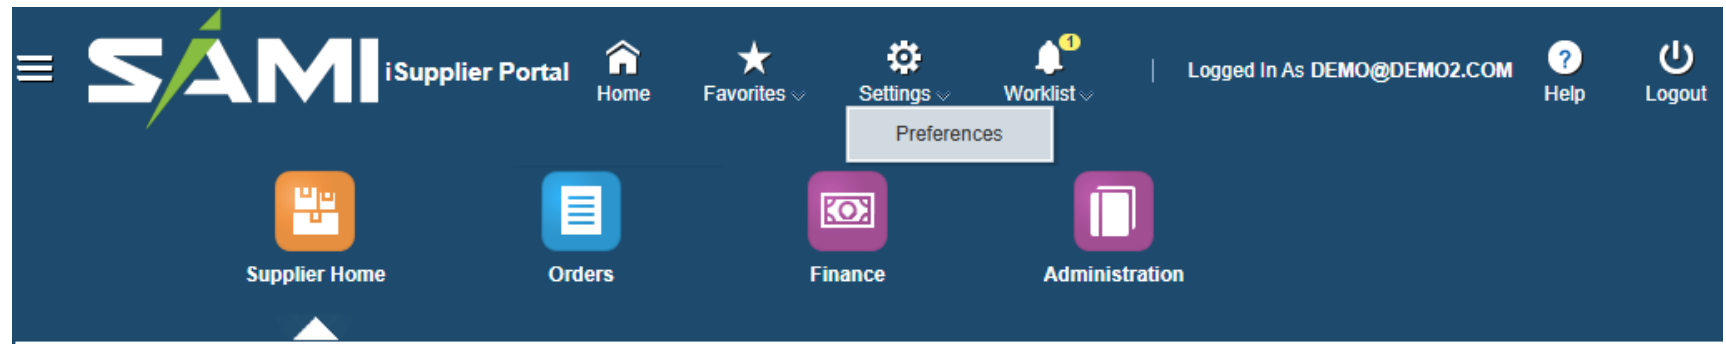 SAMI iSupplier Portal
Home
Favorites
Settings
Worklist
1
Logged In As DEMO@DEMO2.COM
?
Help
Logout
Preferences
Supplier Home
Orders
Finance
Administration